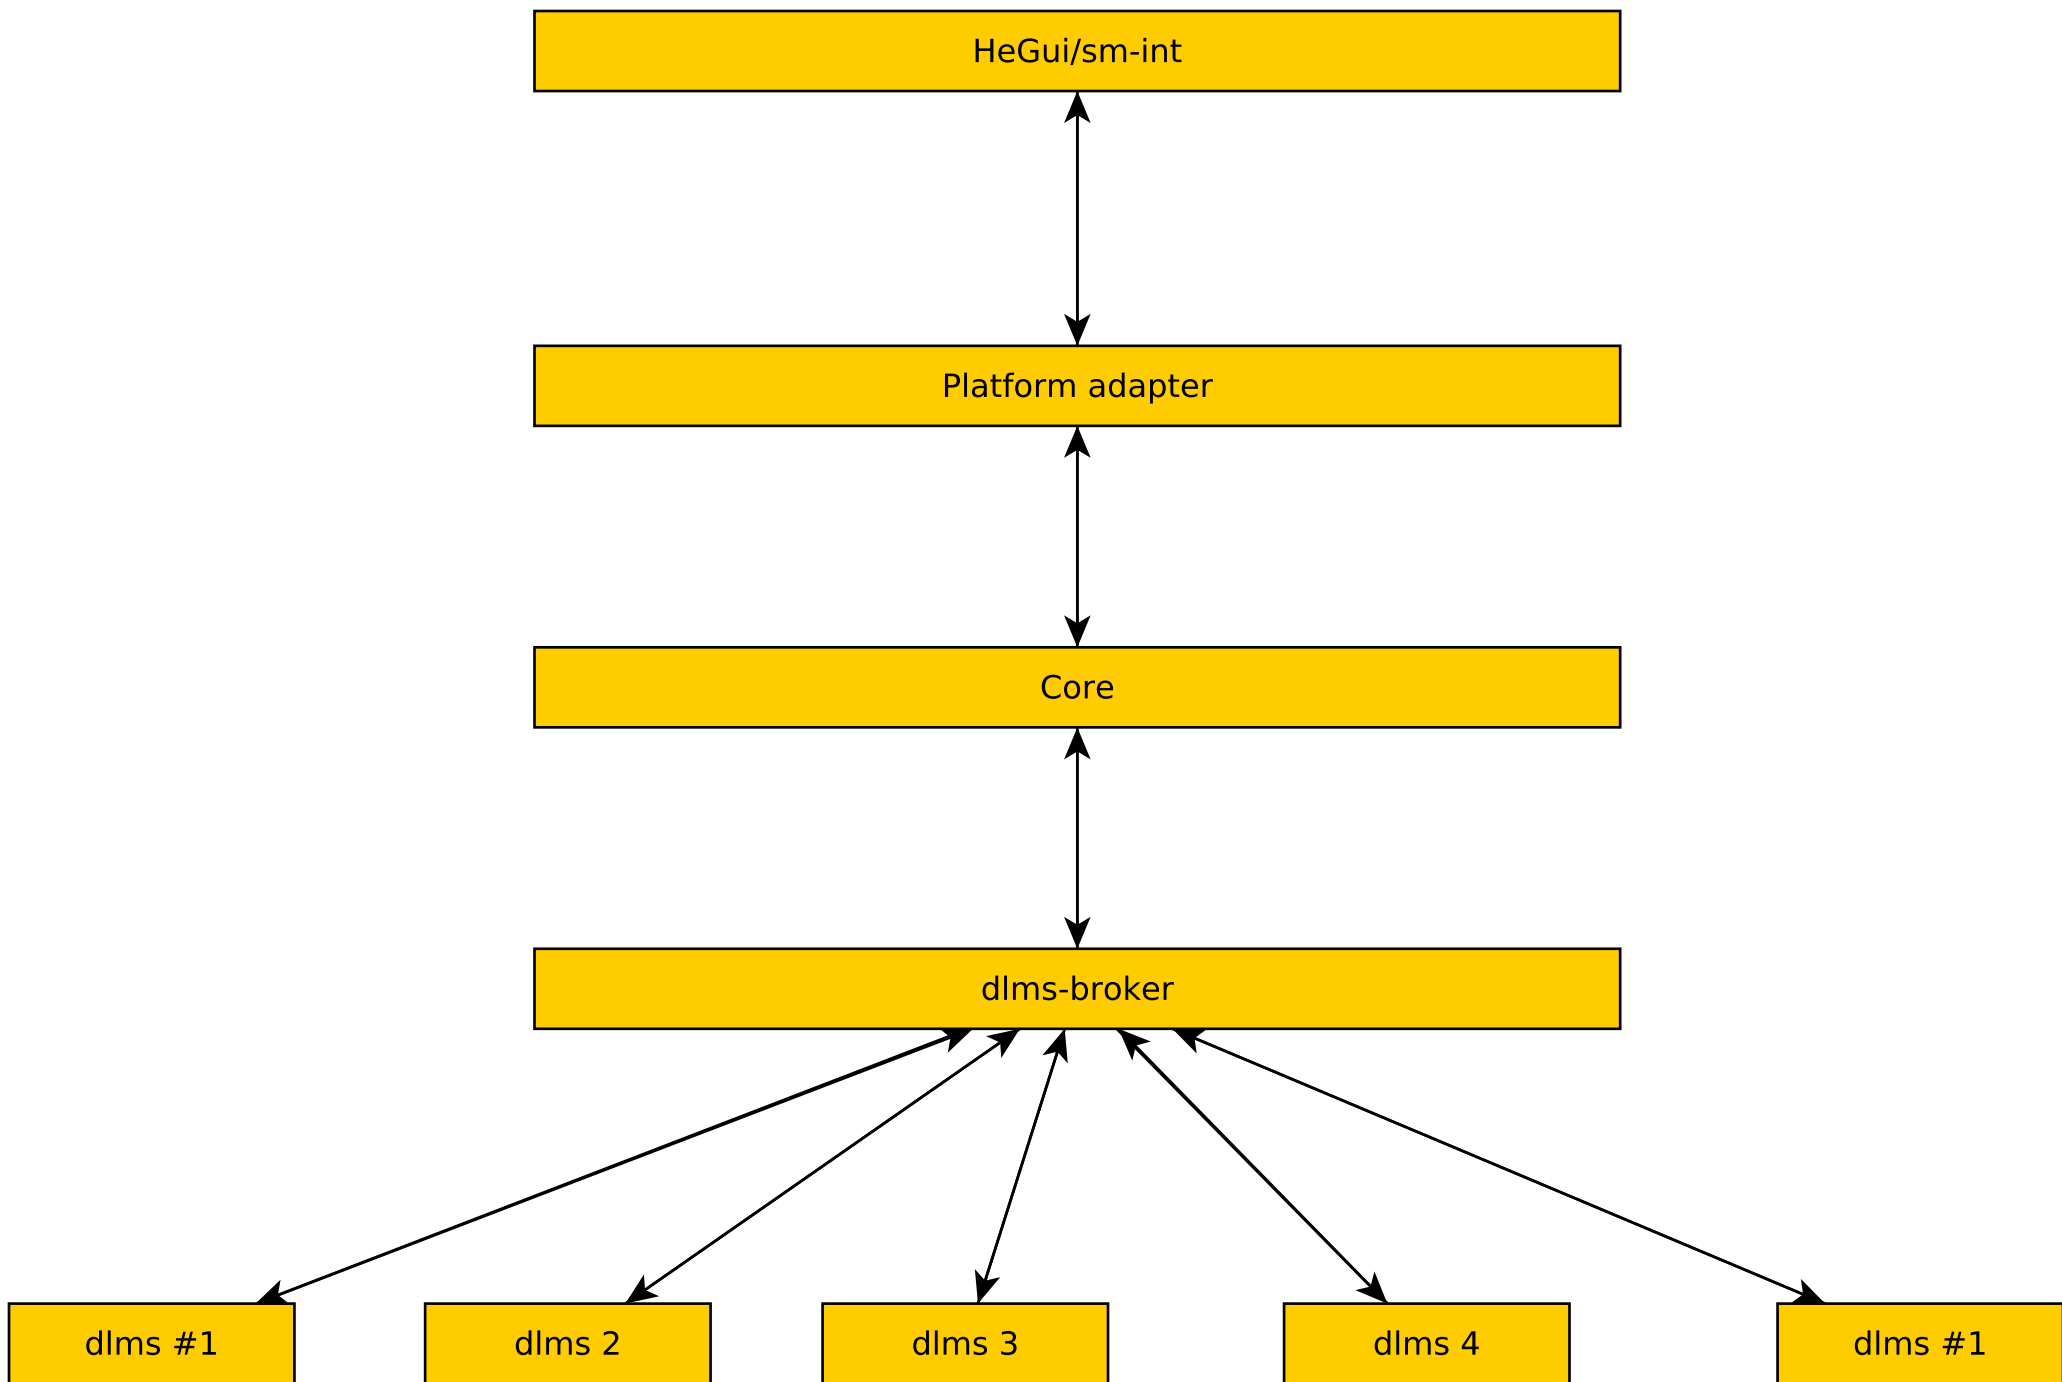 HeGui/sm-int
Platform adapter
Core
dlms-broker
dlms #1
dlms 2
dlms 3
dlms 4
dlms #1